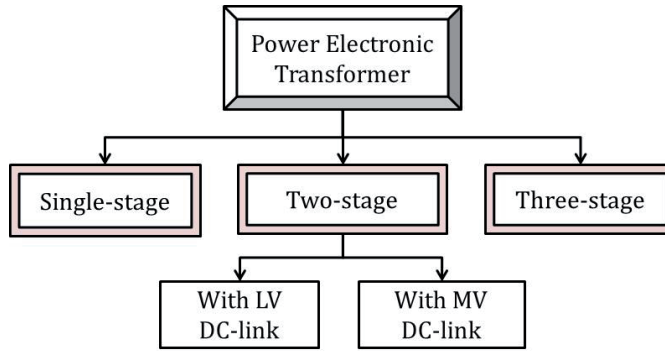 Power Electronic
Transformer
Single-stage
Two-stage
Three-stage
With LV
DC-link
With MV
DC-link